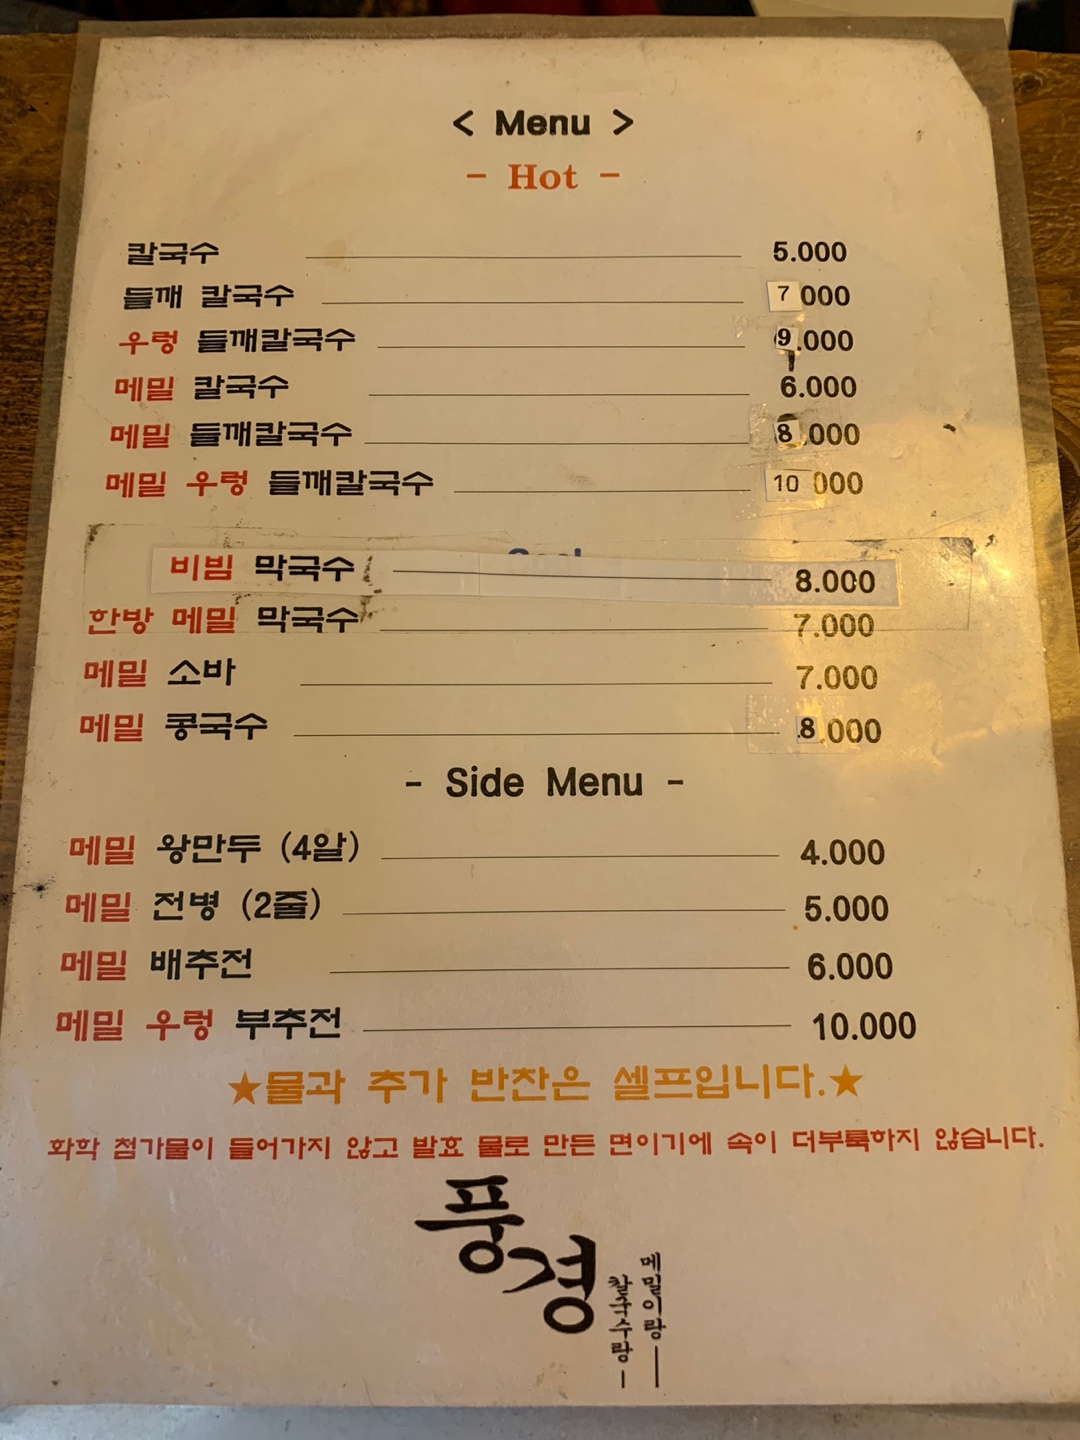 < Menu >
- Hot -
칼국수 5.000
들깨 칼국수 7 000
우렁 들깨칼국수 9.000
메밀 칼국수 6.000
메밀 들깨칼국수 8.000
메밀 우렁 들깨칼국수 10 000
비빔 막국수 8.000
한방 메밀 막국수 7.000
메밀 소바 7.000
메밀 콩국수 8.000
- Side Menu -
메밀 왕만두 (4알) 4.000
메밀 전병 (2줄) 5.000
메밀 배추전 6.000
메밀 우렁 부추전 10.000
★물과 추가 반찬은 셀프입니다.★
화학 첨가물이 들어가지 않고 발효 물로 만든 면이기에 속이 더부룩하지 않습니다.
풍경
메밀이랑
칼국수랑